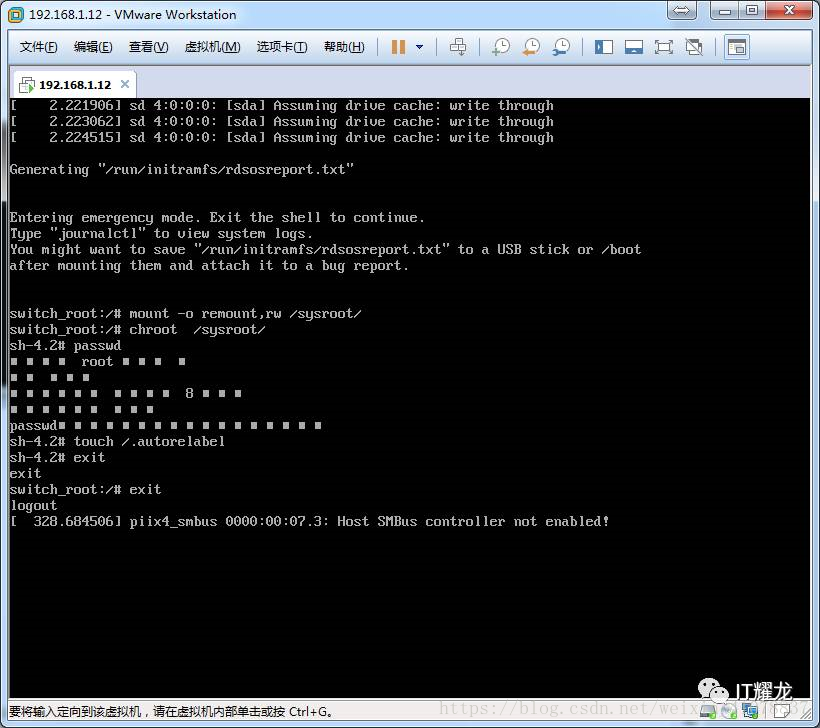 192.168.1.12 - VMware Workstation
文件(F) 编辑(E) 查看(V) 虚拟机(M) 选项卡(T) 帮助(H)
192.168.1.12
[    2.221906] sd 4:0:0:0: [sda] Assuming drive cache: write through
[    2.223062] sd 4:0:0:0: [sda] Assuming drive cache: write through
[    2.224515] sd 4:0:0:0: [sda] Assuming drive cache: write through
Generating "/run/initramfs/rdsosreport.txt"
Entering emergency mode. Exit the shell to continue.
Type "journalctl" to view system logs.
You might want to save "/run/initramfs/rdsosreport.txt" to a USB stick or /boot
after mounting them and attach it to a bug report.
switch_root:/# mount -o remount,rw /sysroot/
switch_root:/# chroot  /sysroot/
sh-4.2# passwd
■ ■ ■ ■  root ■ ■ ■  ■
■ ■  ■ ■ ■
■ ■ ■ ■ ■ ■  ■ ■ ■ ■  8 ■ ■ ■
■ ■ ■ ■ ■ ■  ■ ■ ■
passwd■ ■ ■ ■ ■ ■ ■ ■ ■ ■ ■ ■ ■ ■ ■ ■ ■
sh-4.2# touch /.autorelabel
sh-4.2# exit
exit
switch_root:/# exit
logout
[  328.684506] piix4_smbus 0000:00:07.3: Host SMBus controller not enabled!
IT耀龙
https://blog.csdn.net/weix
要将输入定向到该虚拟机，请在虚拟机内部单击或按 Ctrl+G。